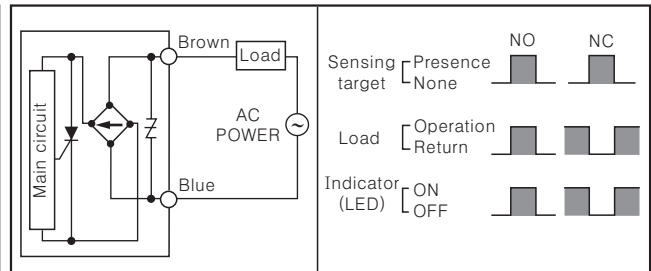 Main circuit
Brown
Load
AC
POWER
Blue
NO NC
Sensing target Presence
None
Load Operation
Return
Indicator (LED) ON
OFF